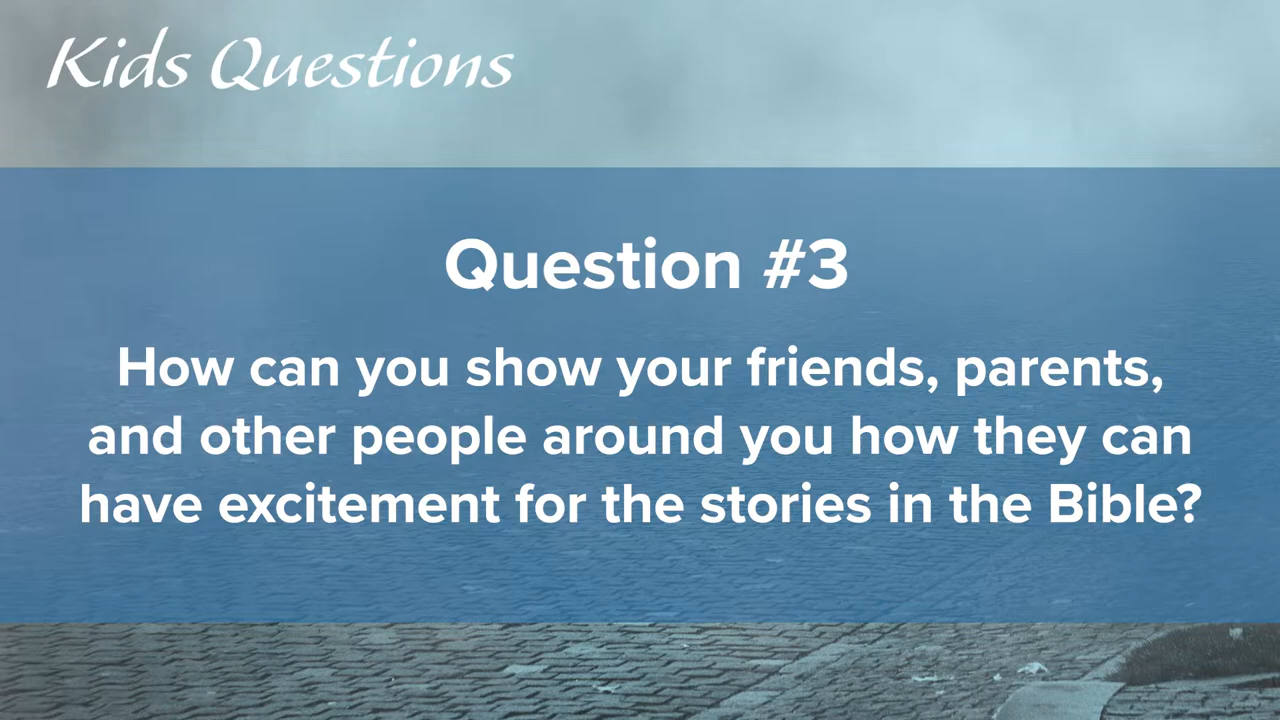 Kids Questions
Question #3
How can you show your friends, parents,
and other people around you how they can
have excitement for the stories in the Bible?